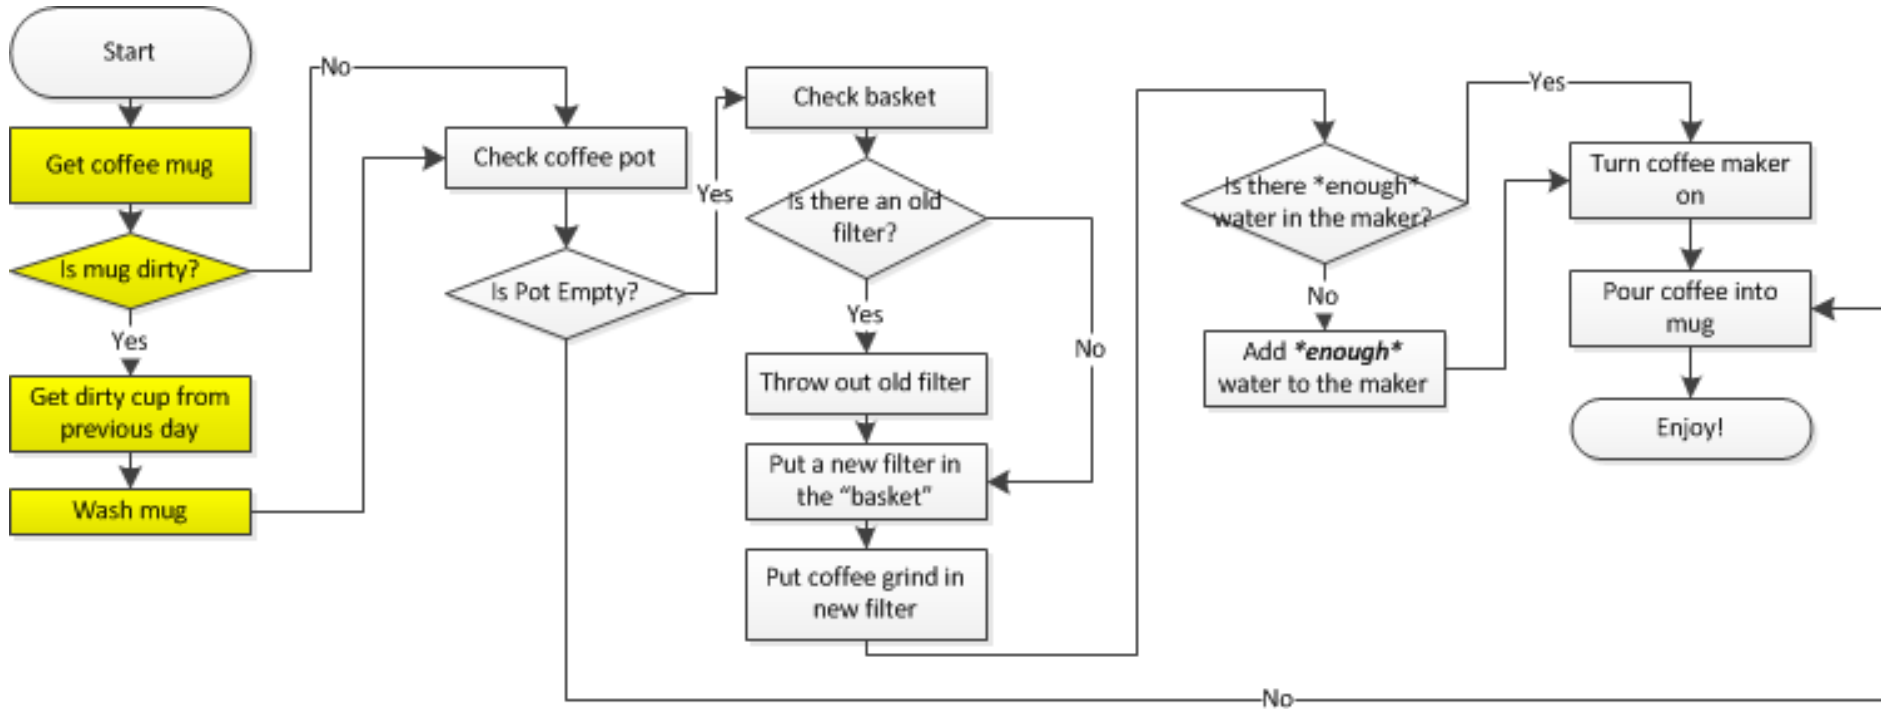 Start
Get coffee mug
Is mug dirty?
No
Yes
Get dirty cup from
previous day
Wash mug
Check coffee pot
Is Pot Empty?
Yes
No
Check basket
Is there an old
filter?
Yes
No
Throw out old filter
Put a new filter in
the “basket”
Put coffee grind in
new filter
Is there *enough*
water in the maker?
Yes
No
Add *enough*
water to the maker
Turn coffee maker
on
Pour coffee into
mug
Enjoy!